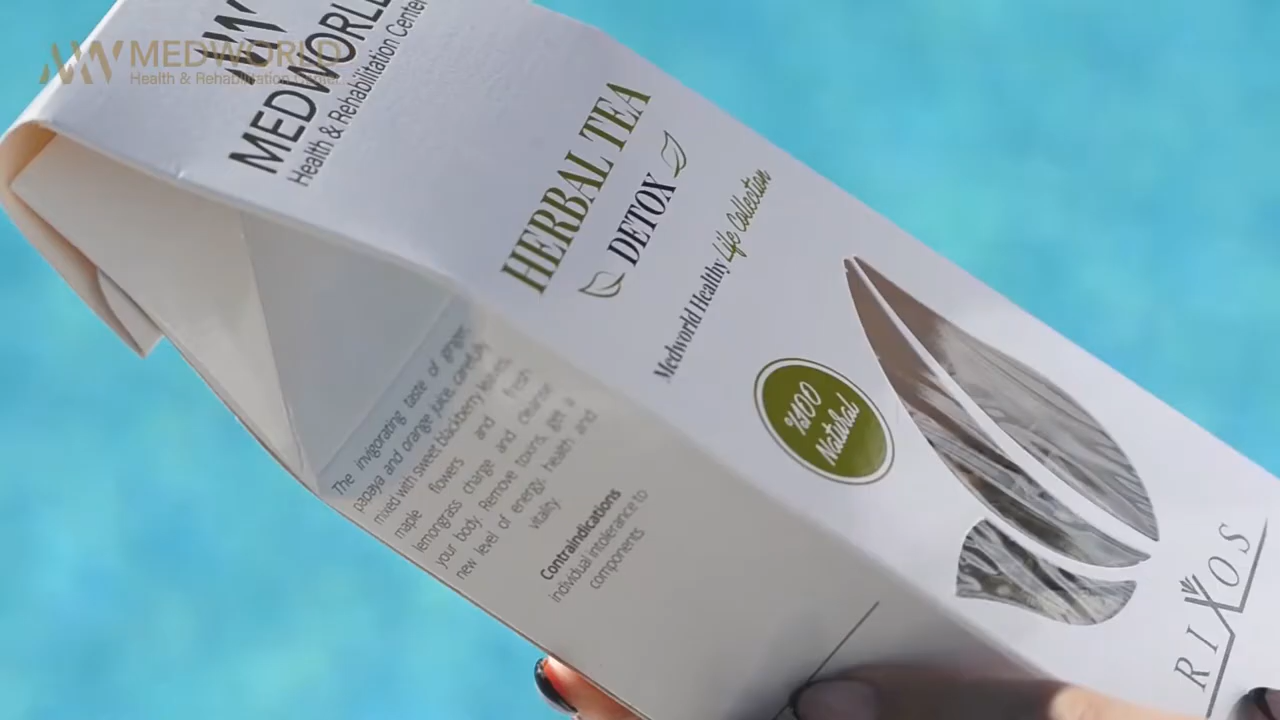 MEDWORLD
Health & Rehabilitation Center
MEDWORLD
Health & Rehabilitation Center
HERBAL TEA
DETOX
Medworld Healthy Life Collection
%100
Natural
The invigorating taste of ginger,
papaya and orange juice, carefully
mixed with sweet blackberry leaves,
maple flowers and fresh
lemongrass change and cleanse
your body. Remove toxins, get a
new level of energy, health and
vitality.
Contraindications
individual intolerance to
components
RIXOS